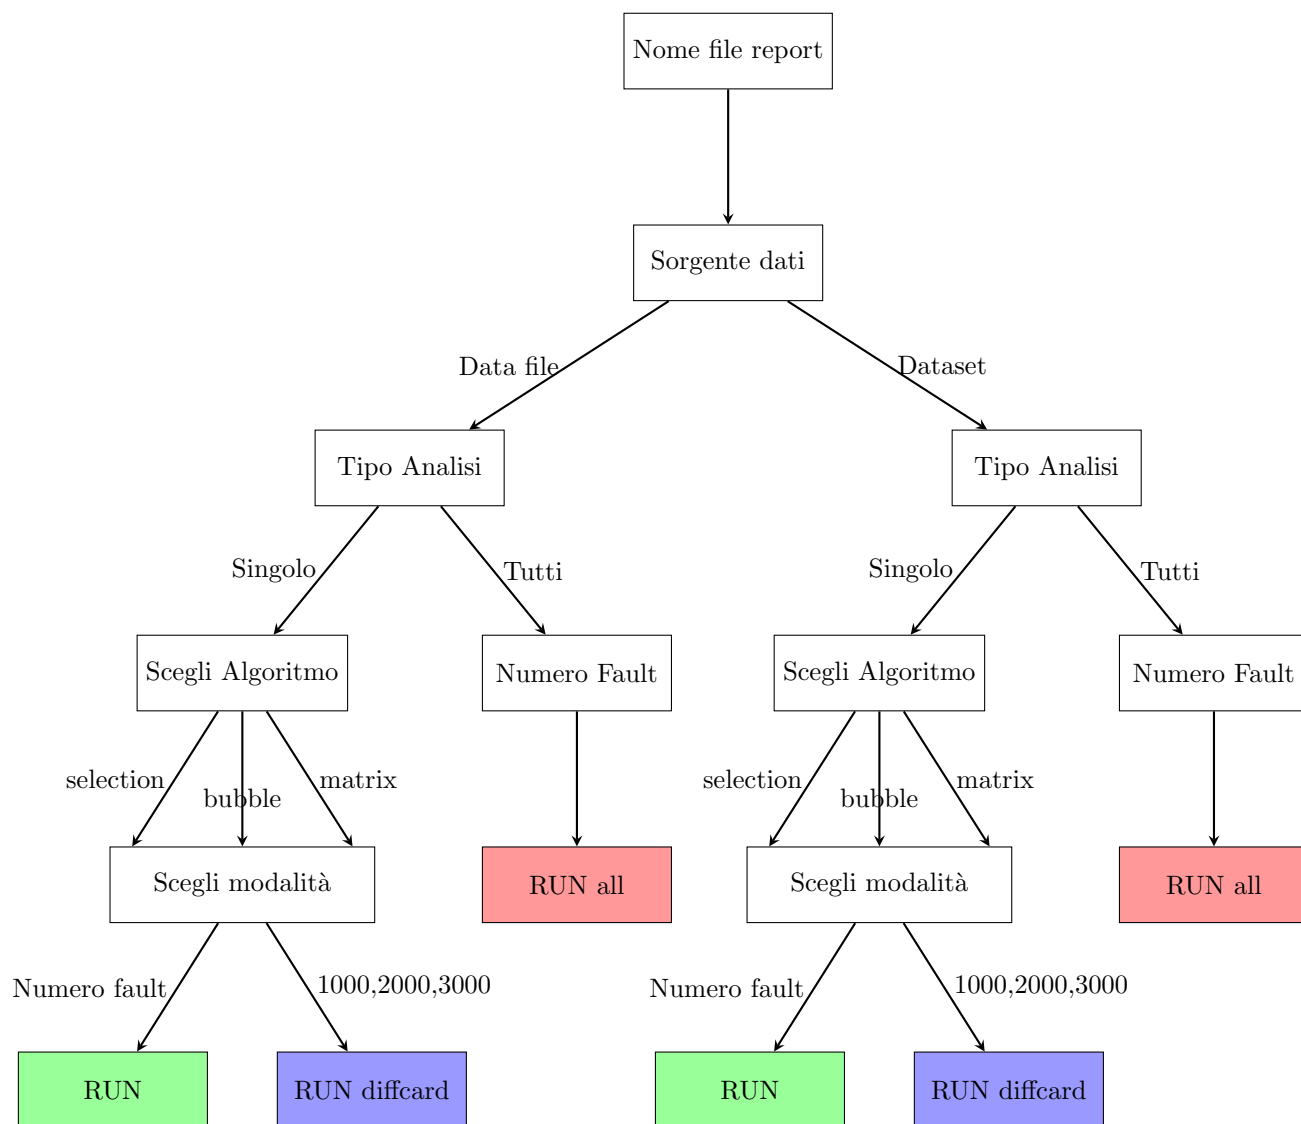 Nome file report
Sorgente dati
Data file
Dataset
Tipo Analisi
Tipo Analisi
Singolo
Tutti
Singolo
Tutti
Scegli Algoritmo
Numero Fault
Scegli Algoritmo
Numero Fault
selection
bubble
matrix
selection
bubble
matrix
Scegli modalità
RUN all
Scegli modalità
RUN all
Numero fault
1000,2000,3000
Numero fault
1000,2000,3000
RUN
RUN diffcard
RUN
RUN diffcard